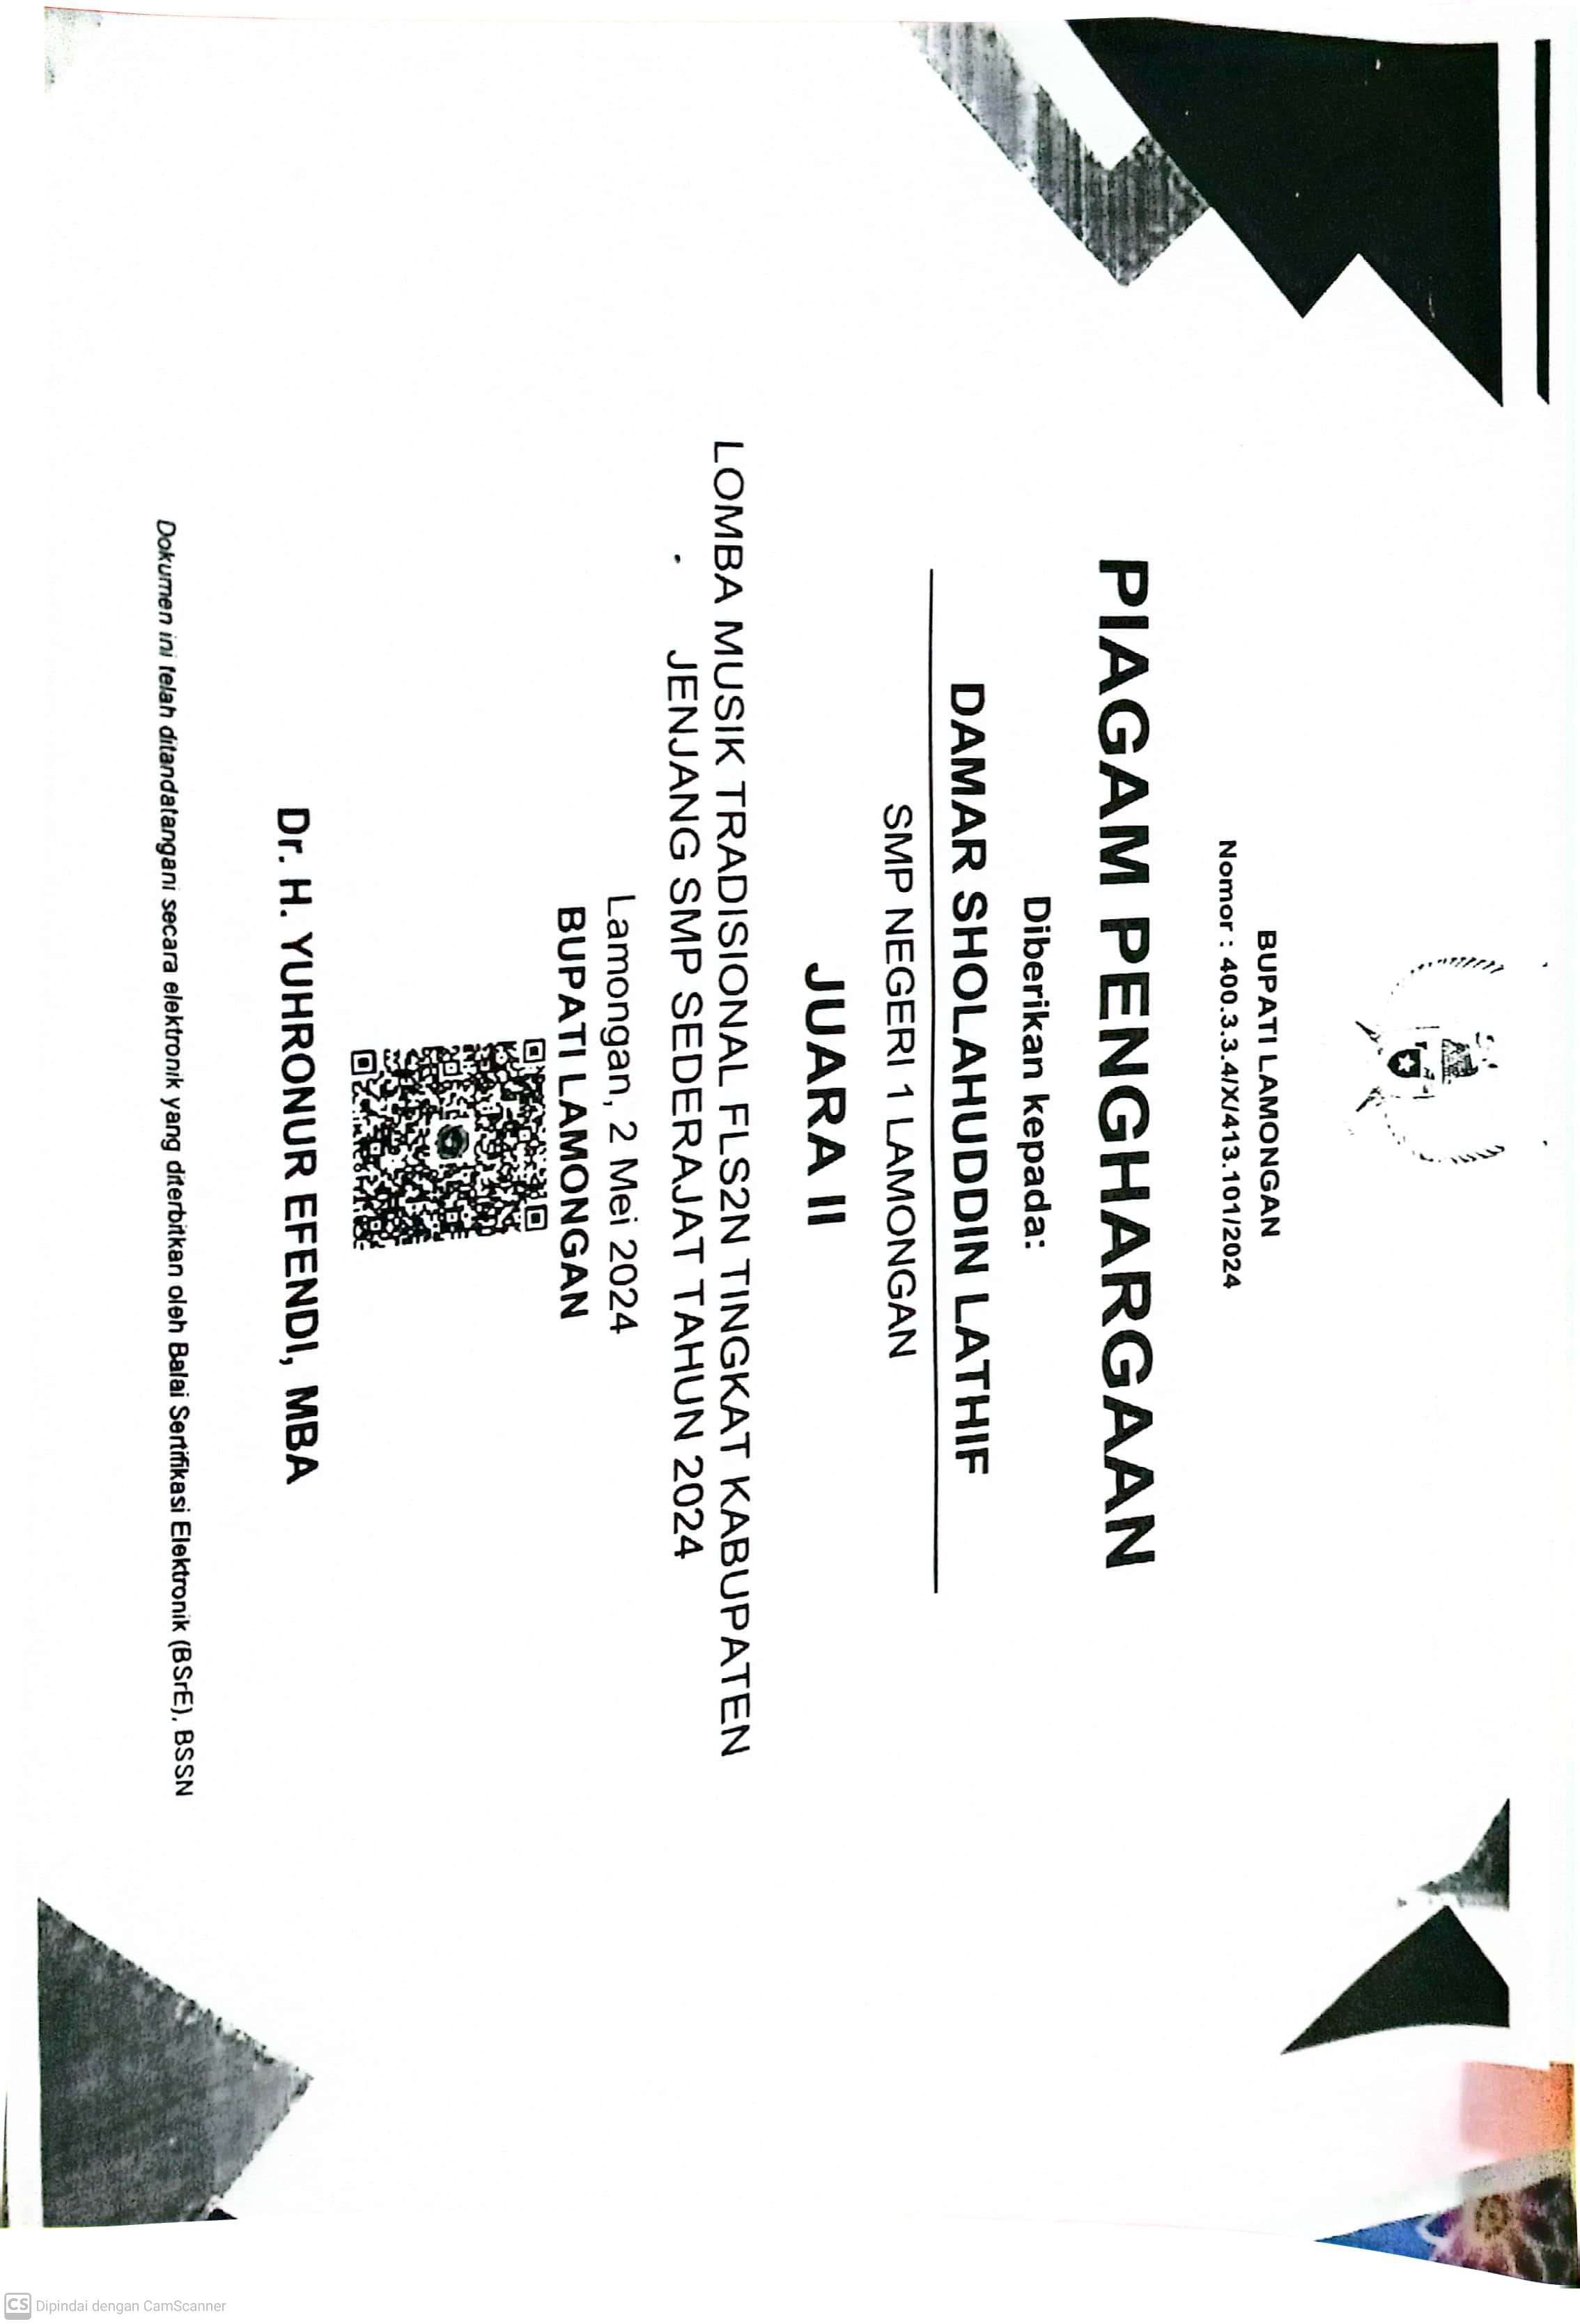 BUPATI LAMONGAN
Nomor : 400.3.3.4/X/413.101/2024
PIAGAM PENGHARGAAN
Diberikan kepada:
DAMAR SHOLAHUDDIN LATHIF
SMP NEGERI 1 LAMONGAN
JUARA II
LOMBA MUSIK TRADISIONAL FLS2N TINGKAT KABUPATEN
JENJANG SMP SEDERAJAT TAHUN 2024
Lamongan, 2 Mei 2024
BUPATI LAMONGAN
Dr. H. YUHRONUR EFENDI, MBA
Dokumen ini telah ditandatangani secara elektronik yang diterbitkan oleh Balai Sertifikasi Elektronik (BSrE), BSSN
CS Dipindai dengan CamScanner